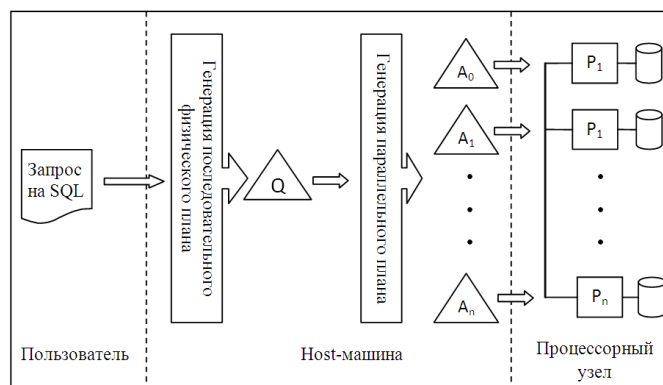 Запрос
на SQL
Генерация последовательного
физического плана
Q
Генерация параллельного плана
A0
A1
An
P1
P1
Pn
Пользователь
Host-машина
Процессорный
узел